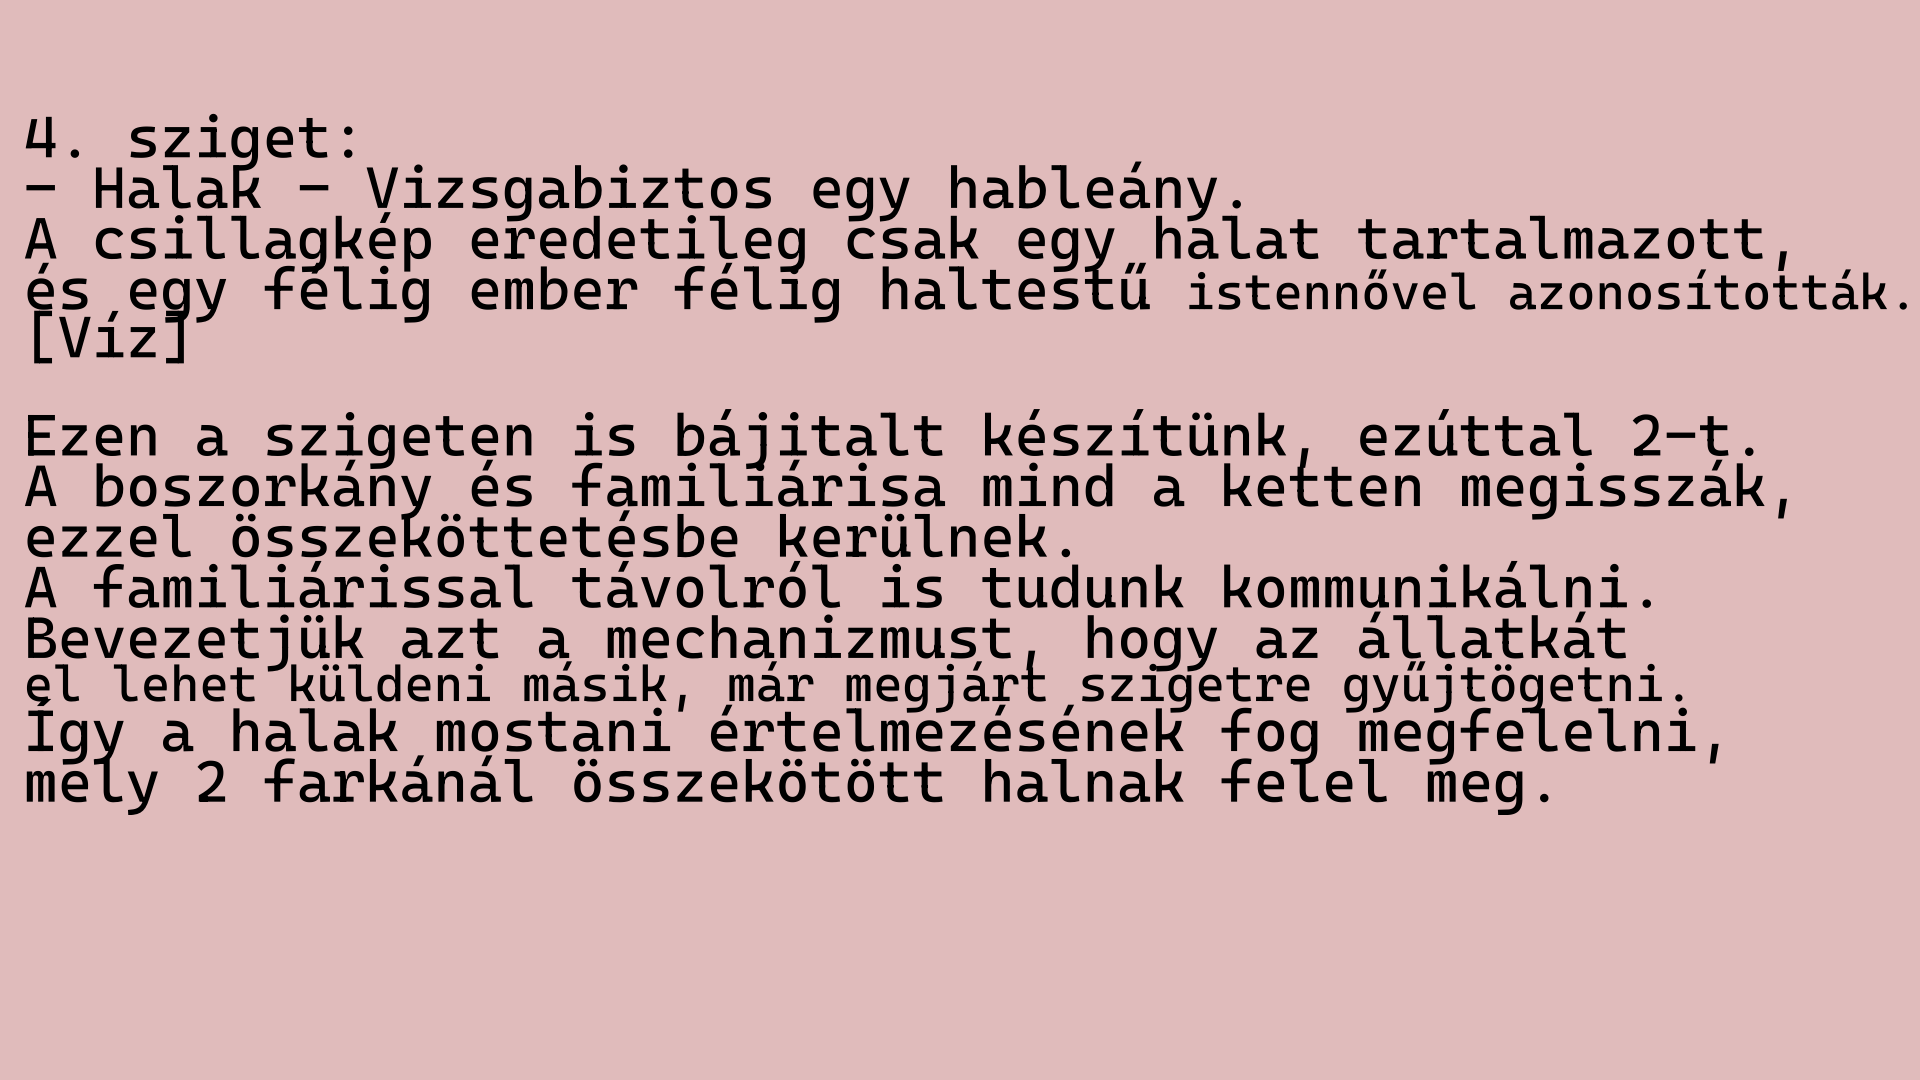 4. sziget:
- Halak - Vizsgabiztos egy hableány.
A csillagkép eredetileg csak egy halat tartalmazott,
és egy félig ember félig haltestű istennővel azonosították.
[Víz]
Ezen a szigeten is bájitalt készítünk, ezúttal 2-t.
A boszorkány és familiárisa mind a ketten megisszák,
ezzel összeköttetésbe kerülnek.
A familiárissal távolról is tudunk kommunikálni.
Bevezetjük azt a mechanizmust, hogy az állatkát
el lehet küldeni másik, már megjárt szigetre gyűjtögetni.
Így a halak mostani értelmezésének fog megfelelni,
mely 2 farkánál összekötött halnak felel meg.